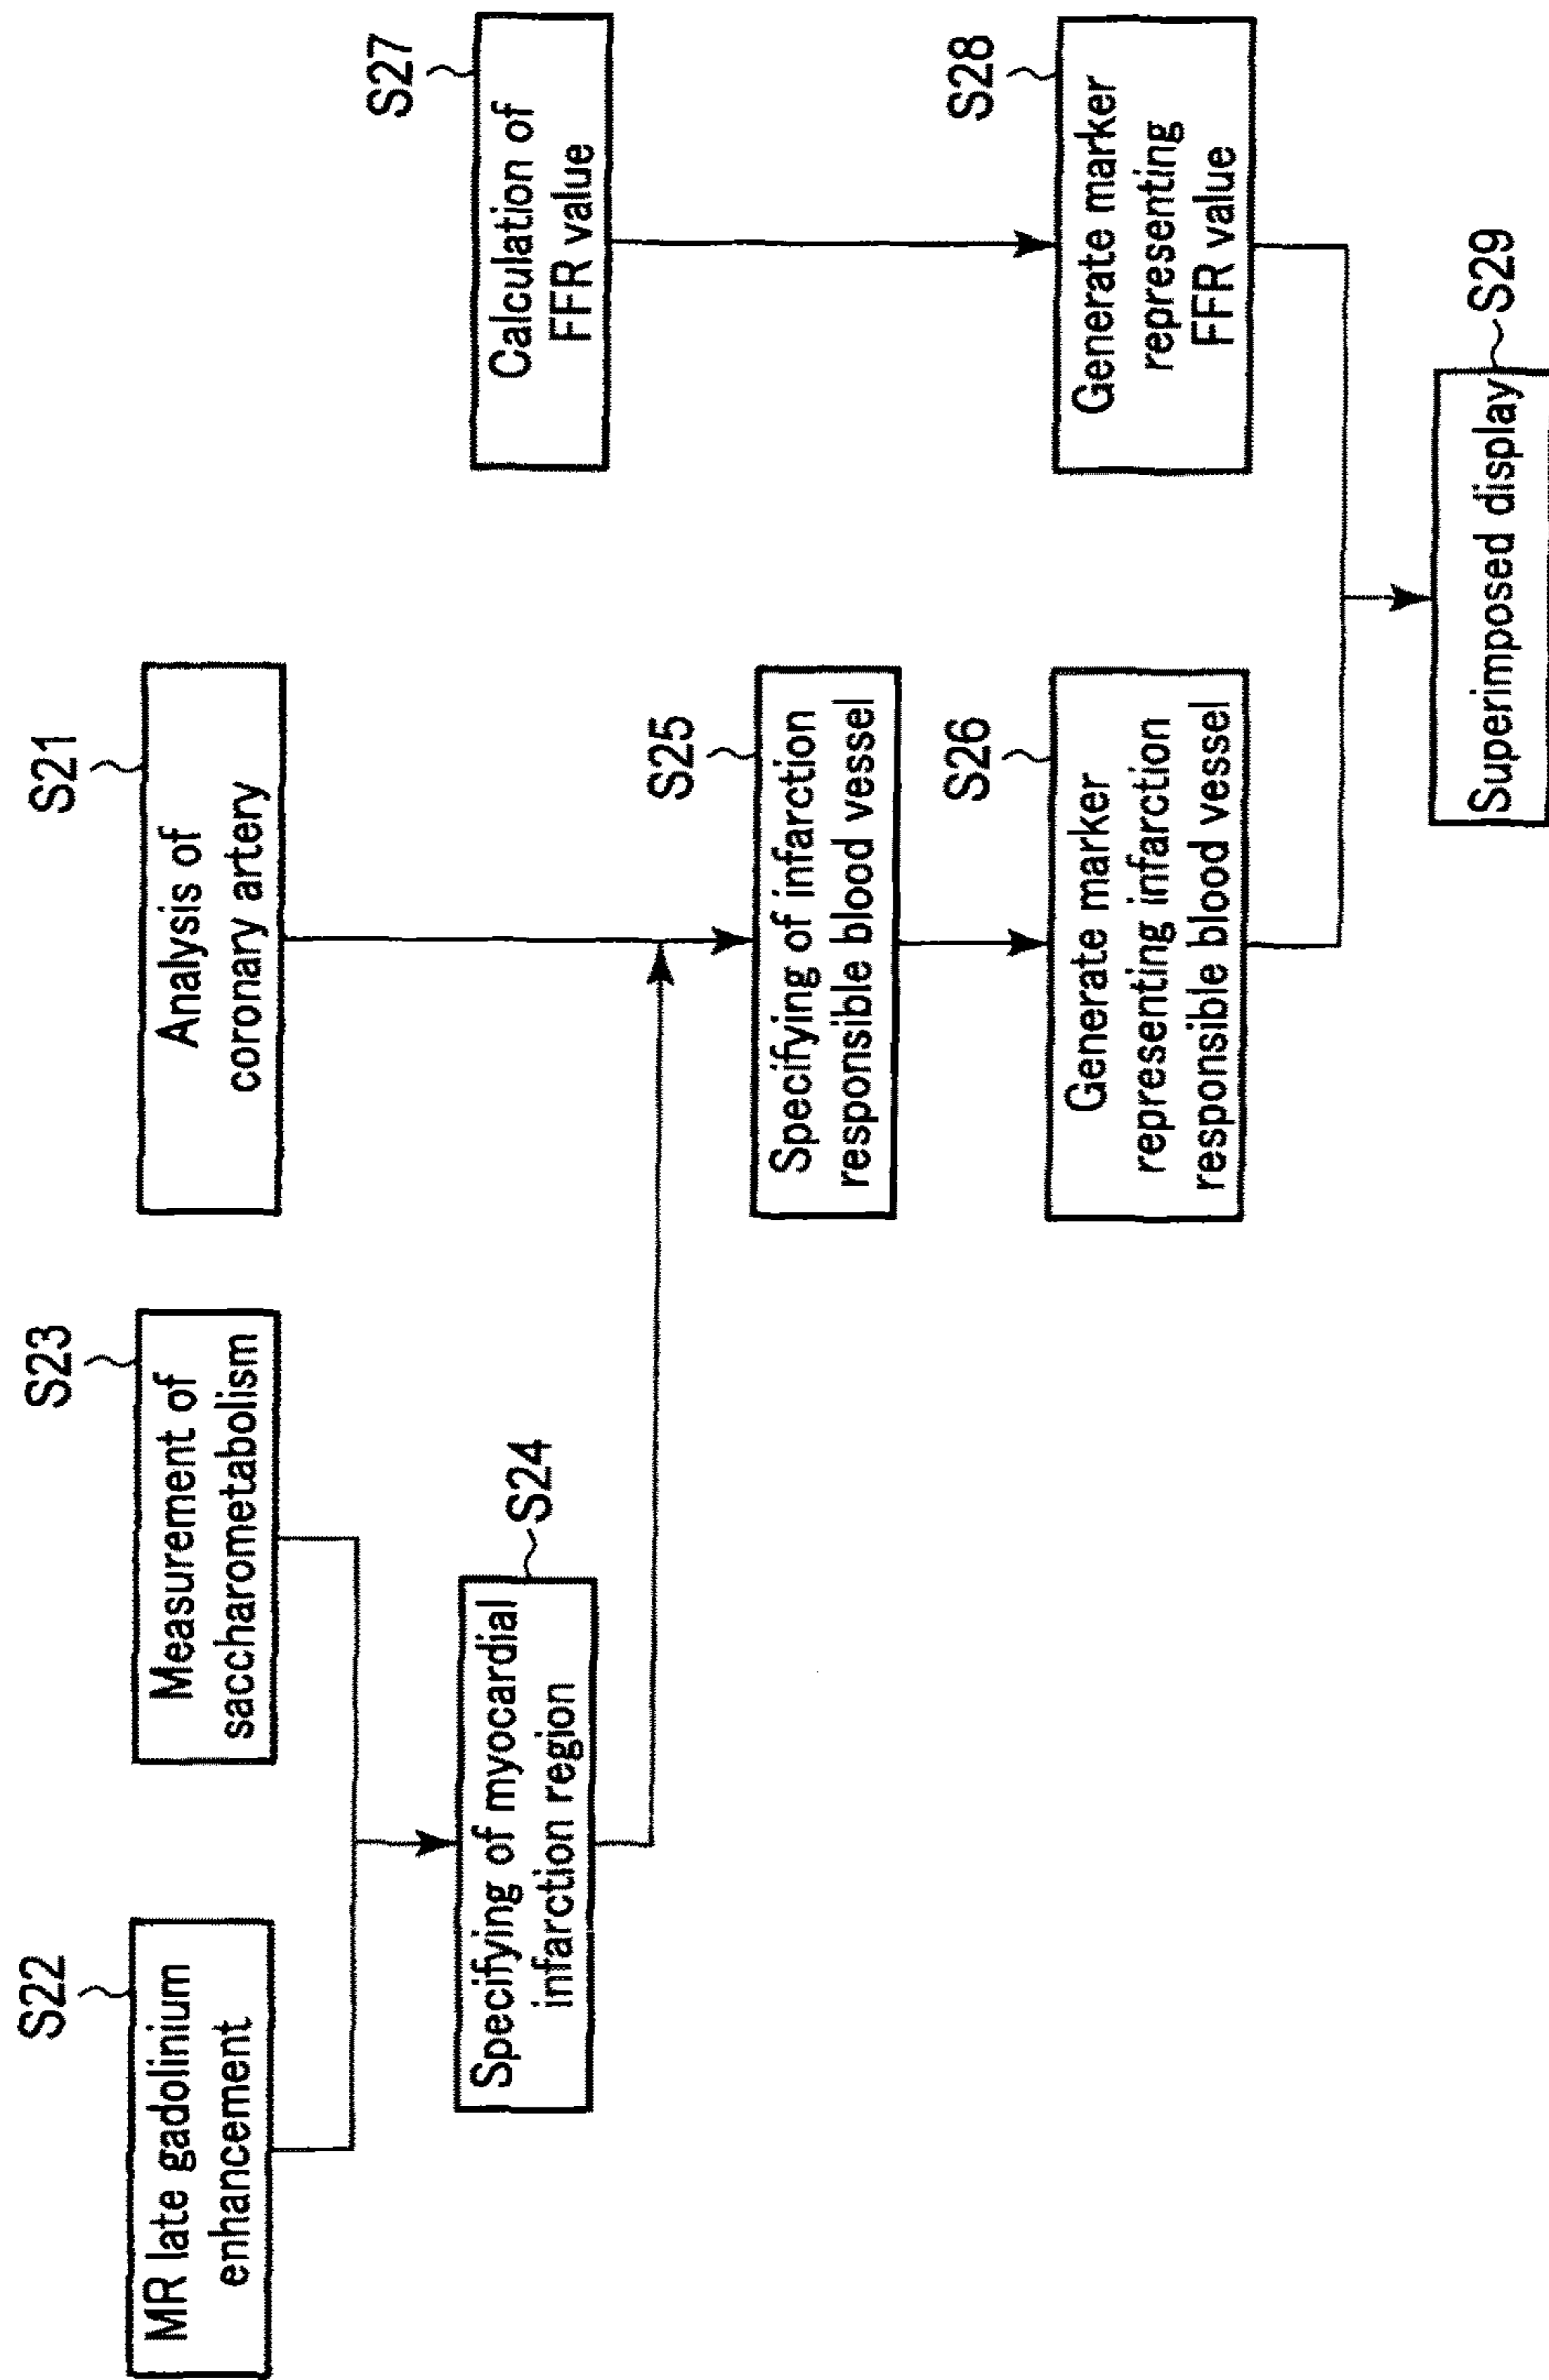 S22
MR late gadolinium
enhancement
S23
Measurement of
saccharometabolism
S21
Analysis of
coronary artery
S24
Specifying of myocardial
infarction region
S27
Calculation of
FFR value
S25
Specifying of infarction
responsible blood vessel
S26
Generate marker
representing infarction
responsible blood vessel
S28
Generate marker
representing
FFR value
S29
Superimposed display